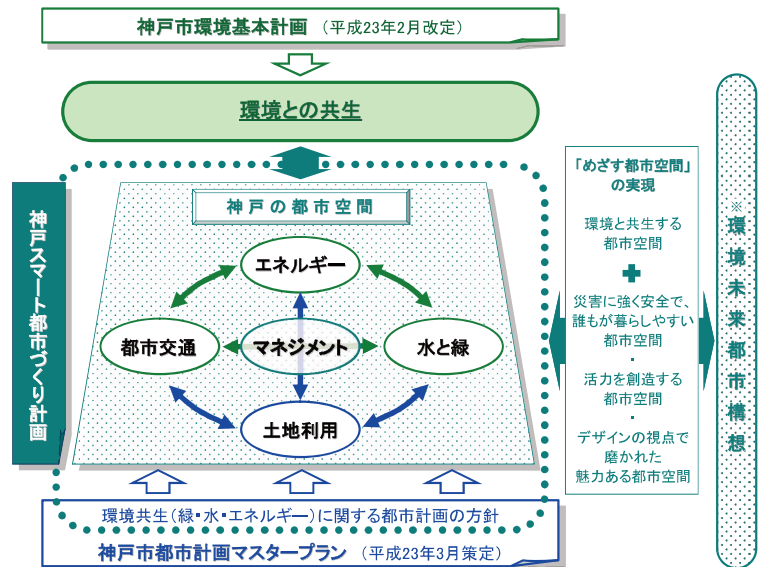 神戸市環境基本計画 （平成23年2月改定）
環境との共生
神戸スマート都市づくり計画
神戸の都市空間
エネルギー
都市交通
マネジメント
水と緑
土地利用
環境共生（緑・水・エネルギー）に関する都市計画の方針
神戸市都市計画マスタープラン （平成23年3月策定）
「めざす都市空間」
の実現
環境と共生する
都市空間
災害に強く安全で、
誰もが暮らしやすい
都市空間
・
活力を創造する
都市空間
・
デザインの視点で
磨かれた
魅力ある都市空間
※環境未来都市構想